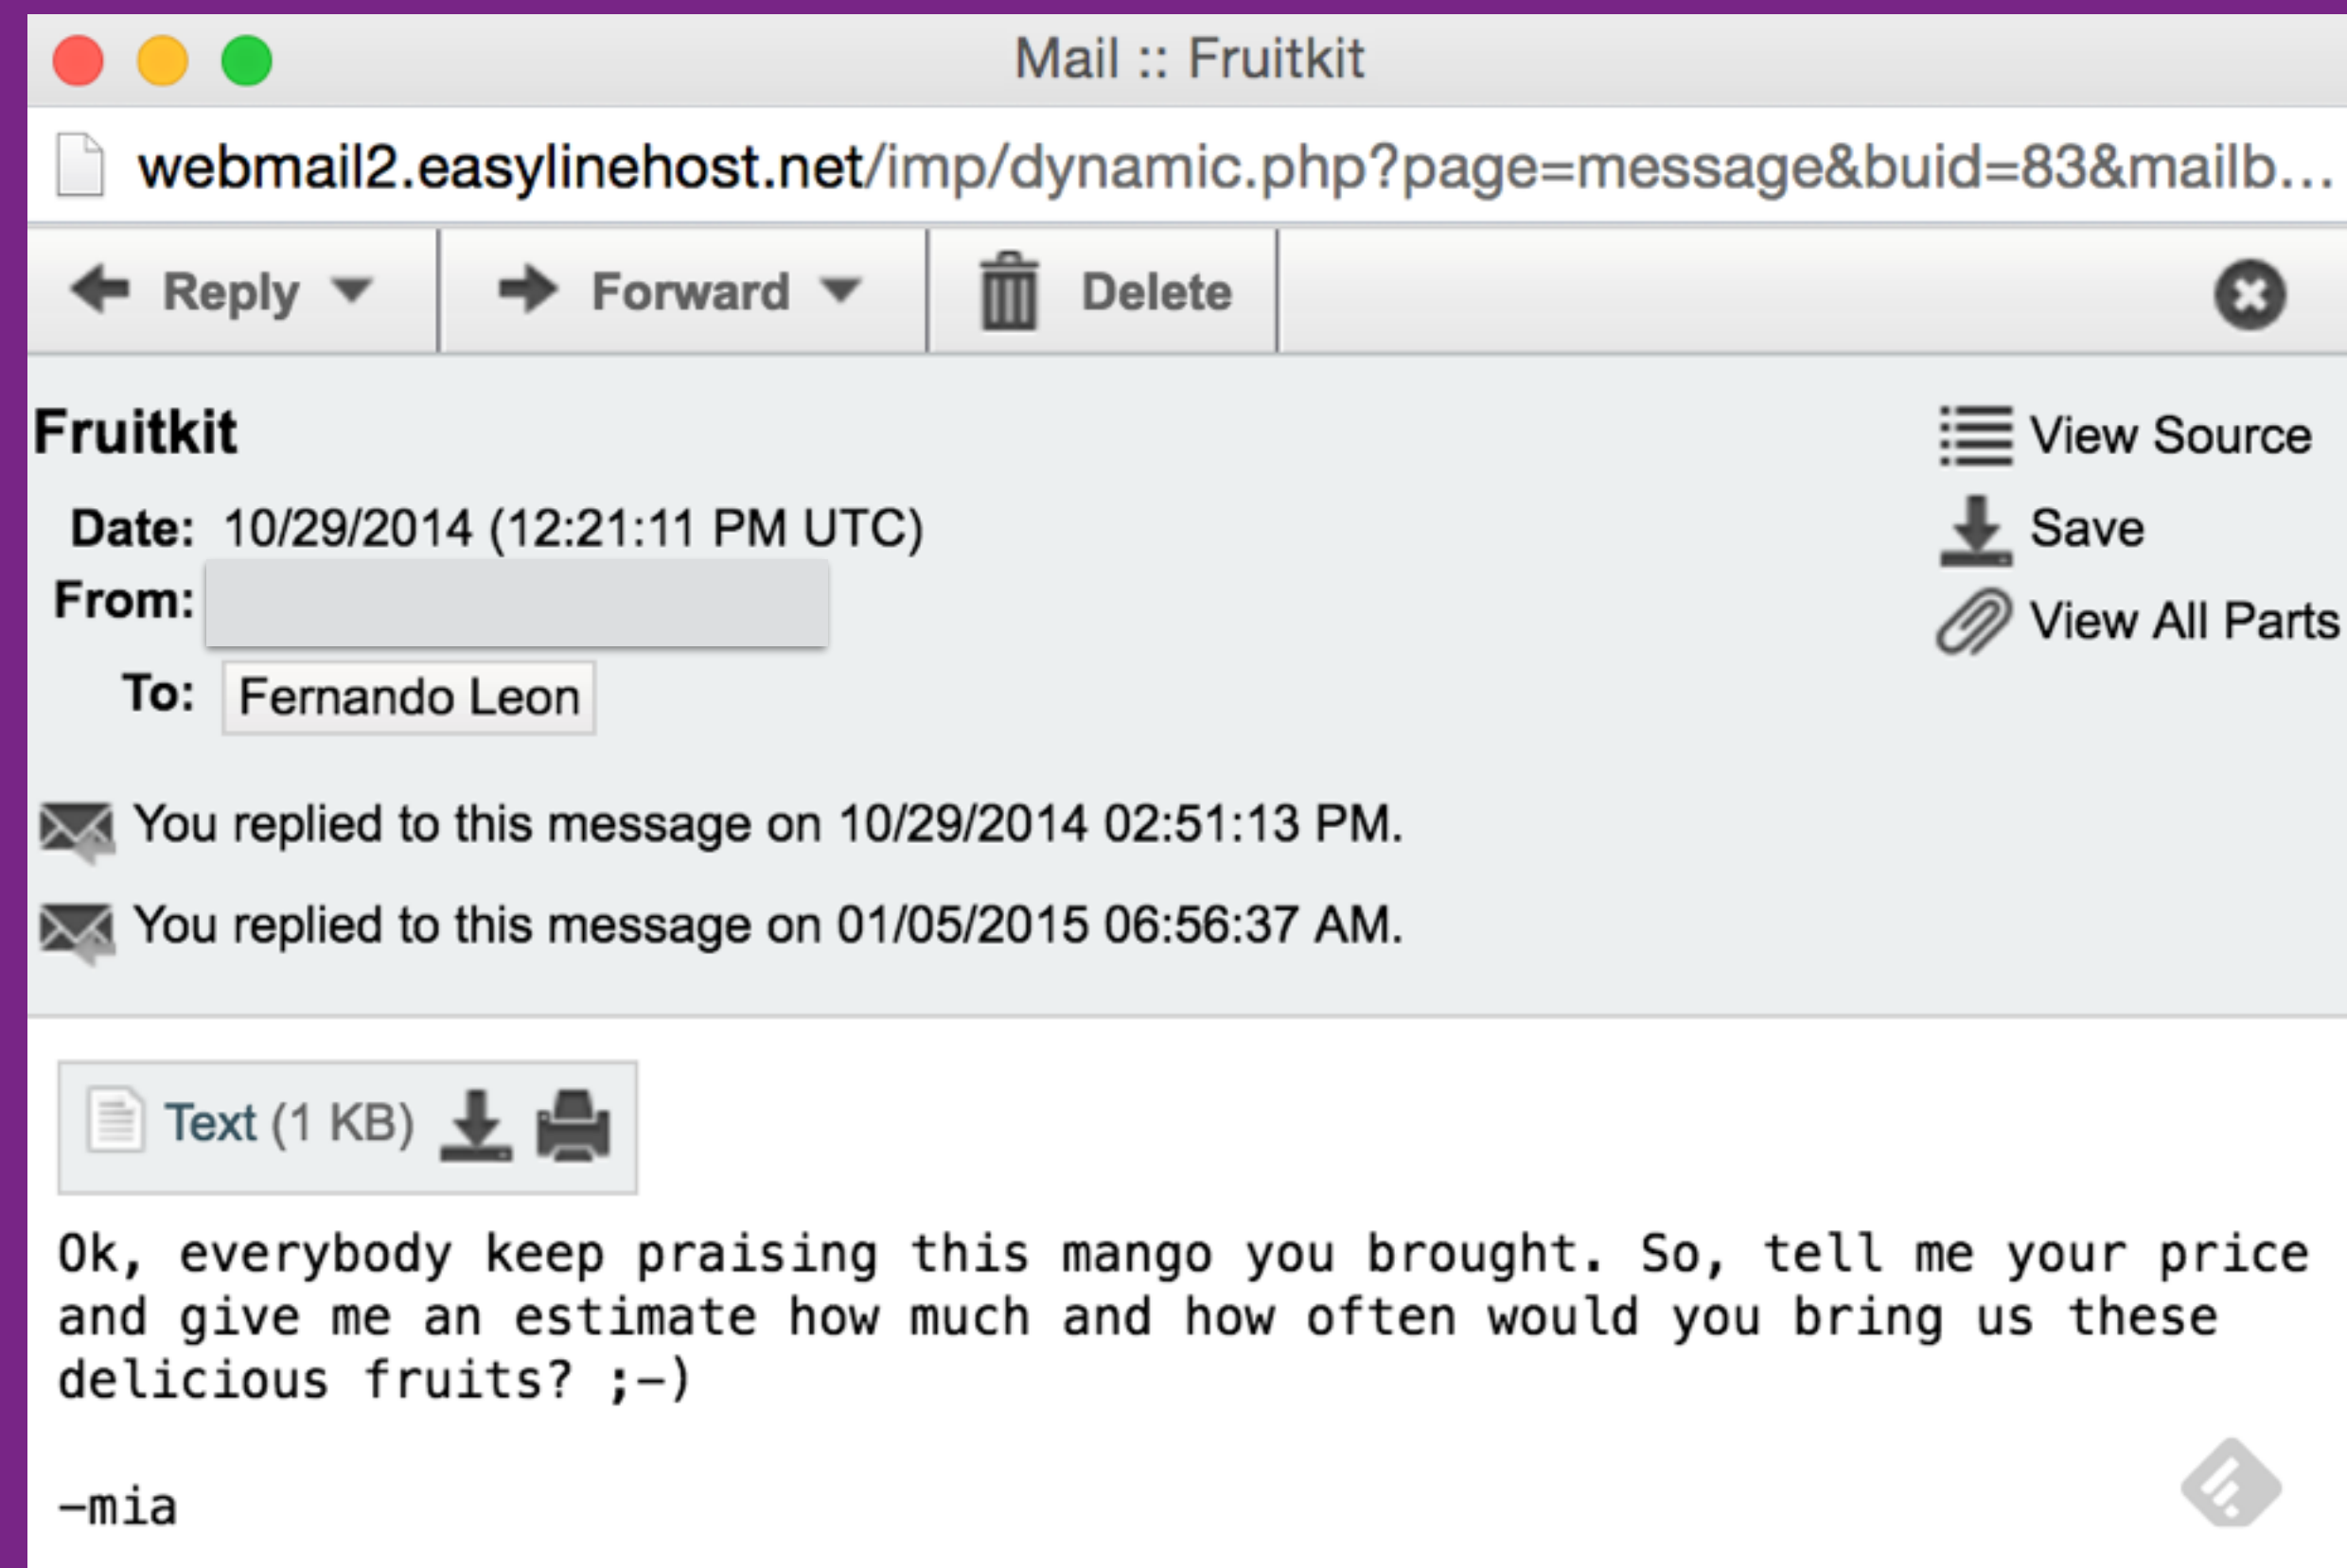 Mail :: Fruitkit
webmail2.easylinehost.net/imp/dynamic.php?page=message&buid=83&mailb...
Reply Forward Delete
Fruitkit
View Source
Date: 10/29/2014 (12:21:11 PM UTC)
Save
From:
View All Parts
To: Fernando Leon
You replied to this message on 10/29/2014 02:51:13 PM.
You replied to this message on 01/05/2015 06:56:37 AM.
Text (1 KB)
Ok, everybody keep praising this mango you brought. So, tell me your price
and give me an estimate how much and how often would you bring us these
delicious fruits? ;-)
-mia